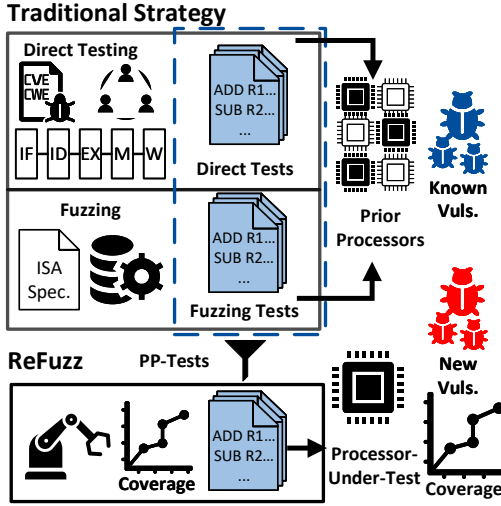 Traditional Strategy
Direct Testing
CVE
CWE
IF ID EX M W
ADD R1...
SUB R2...
...
Direct Tests
Prior
Processors
Known
Vuls.
Fuzzing
ISA
Spec.
ADD R1...
SUB R2...
...
Fuzzing Tests
New
Vuls.
ReFuzz
PP-Tests
Coverage
ADD R1...
SUB R2...
...
Processor-
Under-Test
Coverage